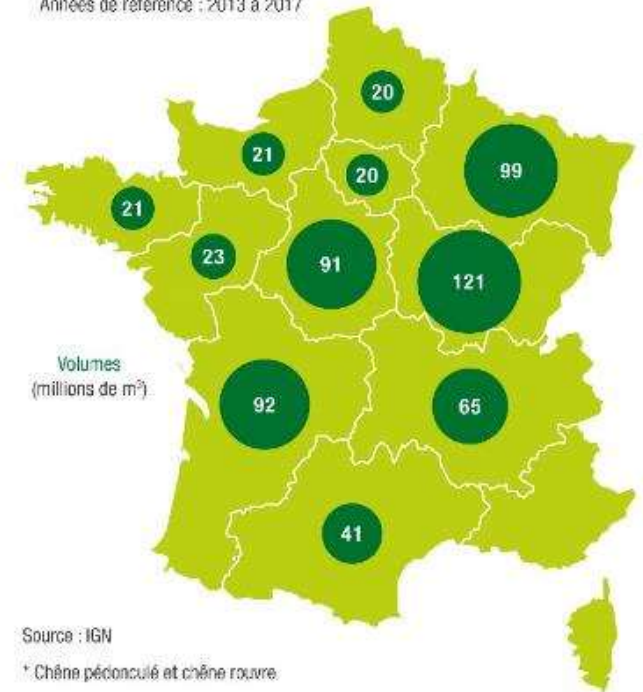 Années de référence : 2013 à 2017
20
21
20
99
21
23
91
121
Volumes
(millions de m³)
92
65
41
Source : IGN
* Chêne pédonculé et chêne rouvre